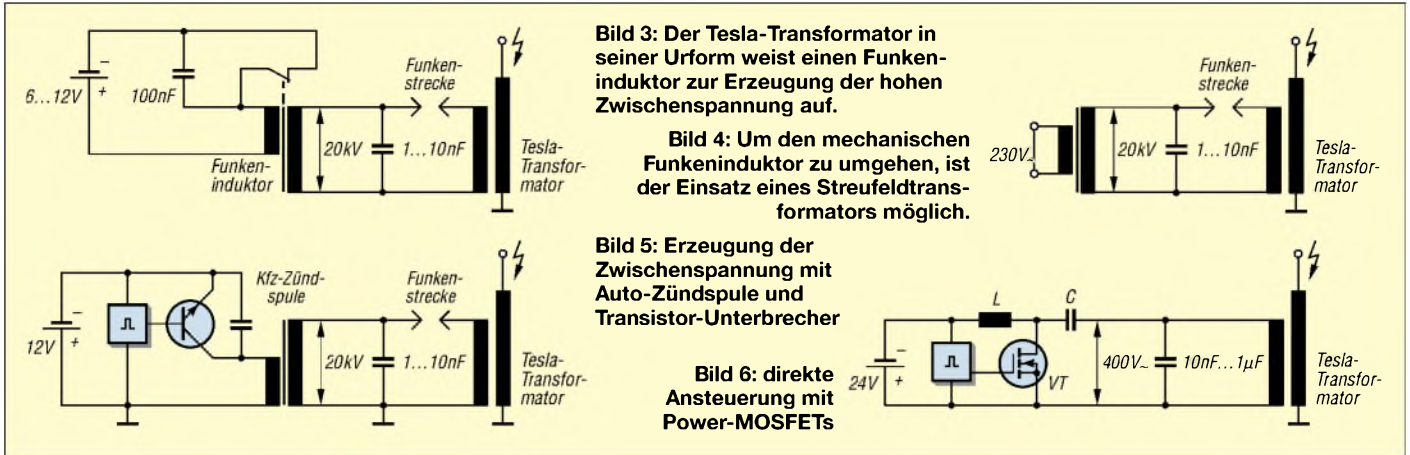 6...12V
−
+
100nF
Funken-
induktor
20kV
1...10nF
Funken-
strecke
Tesla-
Transfor-
mator
Bild 3: Der Tesla-Transformator in
seiner Urform weist einen Funken-
induktor zur Erzeugung der hohen
Zwischenspannung auf.
Bild 4: Um den mechanischen
Funkeninduktor zu umgehen, ist
der Einsatz eines Streufeldtrans-
formators möglich.
230V~
20kV
1...10nF
Funken-
strecke
Tesla-
Transfor-
mator
12V
−
+
Kfz-Zünd-
spule
20kV
1...10nF
Funken-
strecke
Tesla-
Transfor-
mator
Bild 5: Erzeugung der
Zwischenspannung mit
Auto-Zündspule und
Transistor-Unterbrecher
Bild 6: direkte
Ansteuerung mit
Power-MOSFETs
24V
−
+
L
VT
C
400V~
10nF...1µF
Tesla-
Transfor-
mator